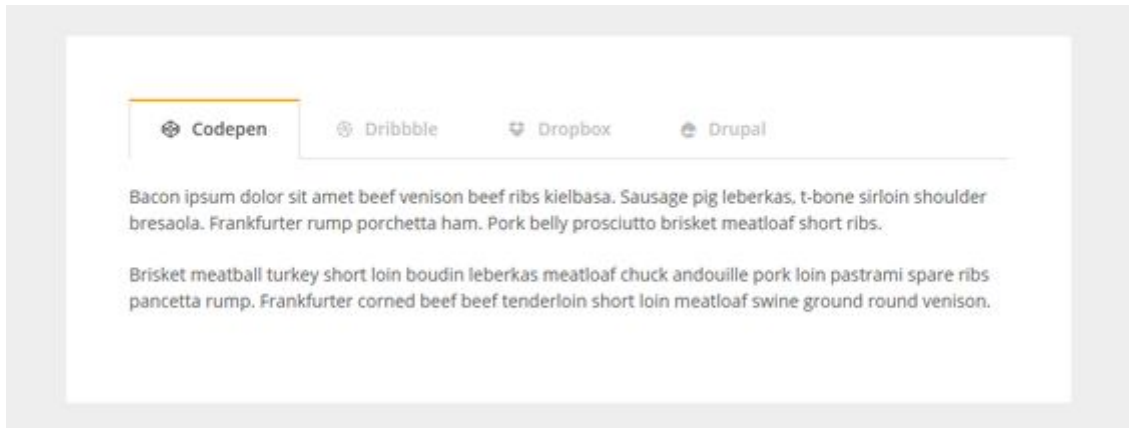 Codepen Dribbble Dropbox Drupal
Bacon ipsum dolor sit amet beef venison beef ribs kielbasa. Sausage pig leberkas, t-bone sirloin shoulder
bresaola. Frankfurter rump porchetta ham. Pork belly prosciutto brisket meatloaf short ribs.
Brisket meatball turkey short loin boudin leberkas meatloaf chuck andouille pork loin pastrami spare ribs
pancetta rump. Frankfurter corned beef beef tenderloin short loin meatloaf swine ground round venison.